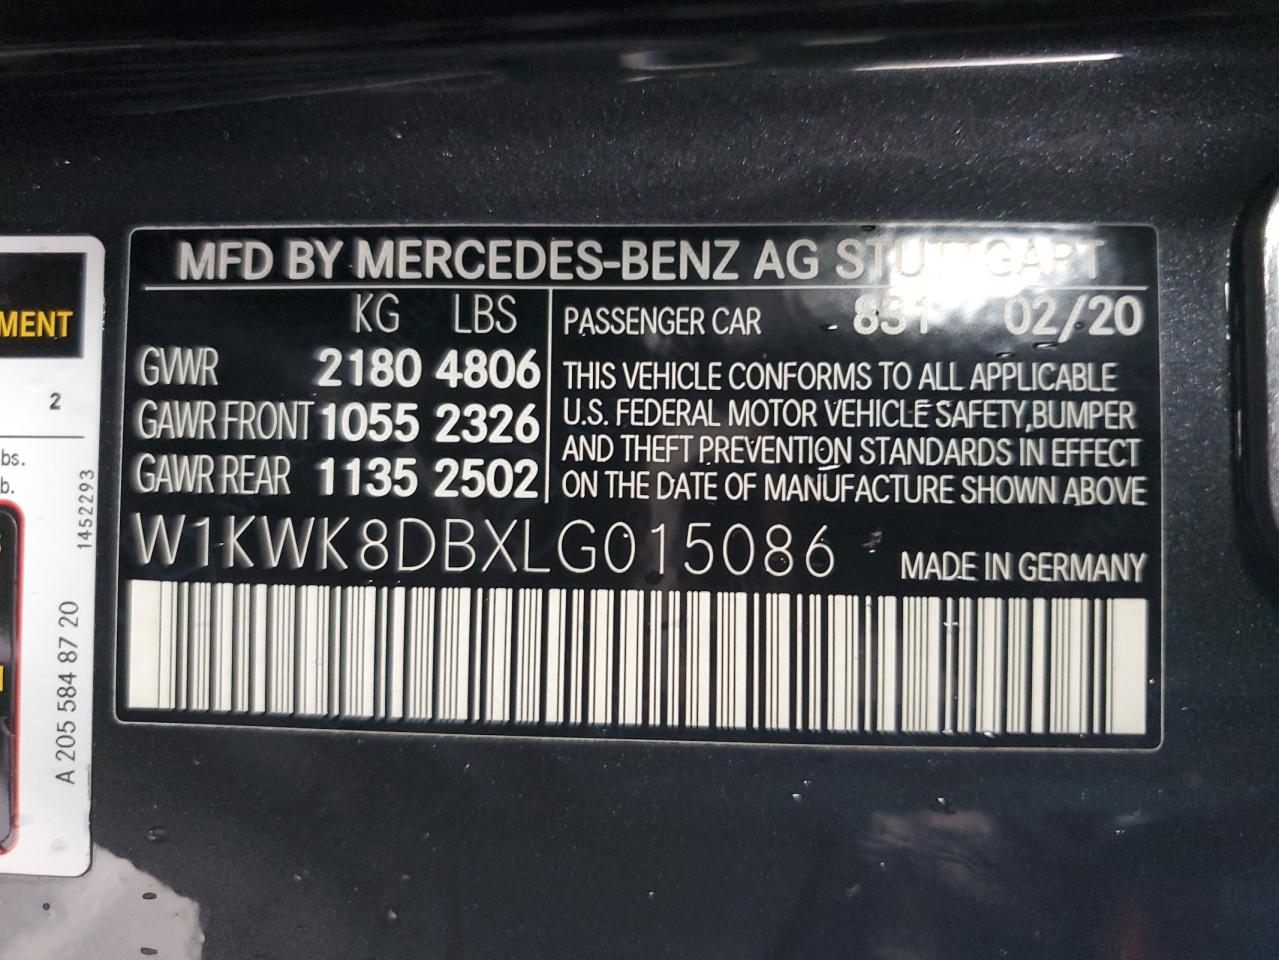 MENT
2
bs.
b.
1452293
A 205 584 87 20
MFD BY MERCEDES-BENZ AG STUTTGART
KG LBS
GVWR 2180 4806
GAWR FRONT 1055 2326
GAWR REAR 1135 2502
PASSENGER CAR 831 02/20
THIS VEHICLE CONFORMS TO ALL APPLICABLE
U.S. FEDERAL MOTOR VEHICLE SAFETY,BUMPER
AND THEFT PREVENTION STANDARDS IN EFFECT
ON THE DATE OF MANUFACTURE SHOWN ABOVE
W1KWK8DBXLG015086
MADE IN GERMANY